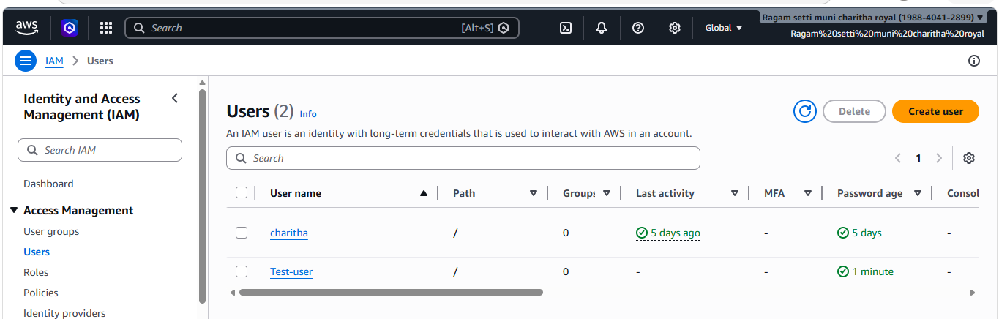 aws
Search
[Alt+S]
Global
Ragam setti muni charitha royal (1988-4041-2899)
Ragam%20setti%20muni%20charitha%20royal
IAM
Users
Identity and Access
Management (IAM)
Search IAM
Dashboard
Access Management
User groups
Users
Roles
Policies
Identity providers
Users (2) Info
Delete
Create user
An IAM user is an identity with long-term credentials that is used to interact with AWS in an account.
Search
1
User name Path Groups Last activity MFA Password age Consol
charitha / 0 5 days ago - 5 days -
Test-user / 0 - - 1 minute -